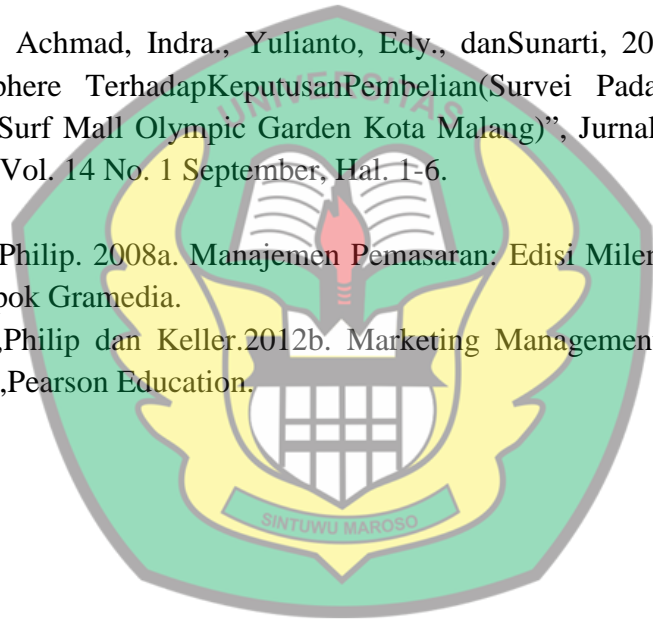 Achmad, Indra., Yulianto, Edy., danSunarti, 20
phere TerhadapKeputusanPembelian(Survei Pada
Surf Mall Olympic Garden Kota Malang)”, Jurnal
Vol. 14 No. 1 September, Hal. 1-6.
Philip. 2008a. Manajemen Pemasaran: Edisi Milen
pok Gramedia.
,Philip dan Keller.2012b. Marketing Managemen
,Pearson Education.
UNIVERSITAS
SINTUWU MAROSO